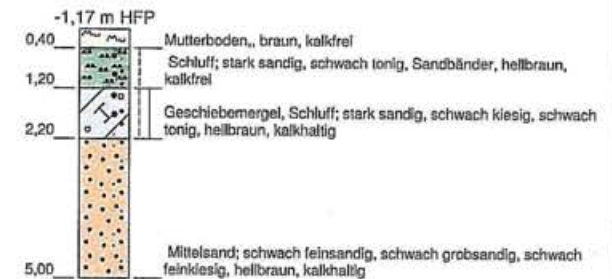 -1,17 m HFP
0,40 Mutterboden,, braun, kalkfrei
Schluff; stark sandig, schwach tonig, Sandbänder, hellbraun,
1,20 kalkfrei
Geschiebemergel, Schluff; stark sandig, schwach kiesig, schwach
2,20 tonig, hellbraun, kalkhaltig
Mittelsand; schwach feinsandig, schwach grobsandig, schwach
5,00 feinkiesig, hellbraun, kalkhaltig